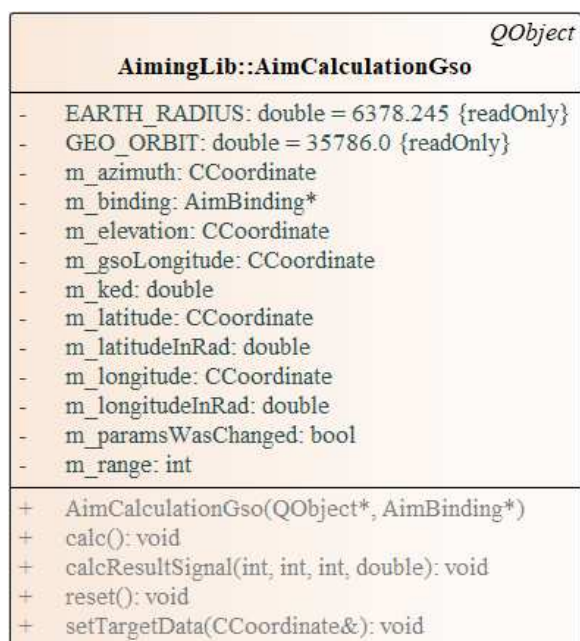 QObject
AimingLib::AimCalculationGso
- EARTH_RADIUS: double = 6378.245 {readOnly}
- GEO_ORBIT: double = 35786.0 {readOnly}
- m_azimuth: CCoordinate
- m_binding: AimBinding*
- m_elevation: CCoordinate
- m_gsoLongitude: CCoordinate
- m_ked: double
- m_latitude: CCoordinate
- m_latitudeInRad: double
- m_longitude: CCoordinate
- m_longitudeInRad: double
- m_paramsWasChanged: bool
- m_range: int
+ AimCalculationGso(QObject*, AimBinding*)
+ calc(): void
+ calcResultSignal(int, int, int, double): void
+ reset(): void
+ setTargetData(CCoordinate&): void